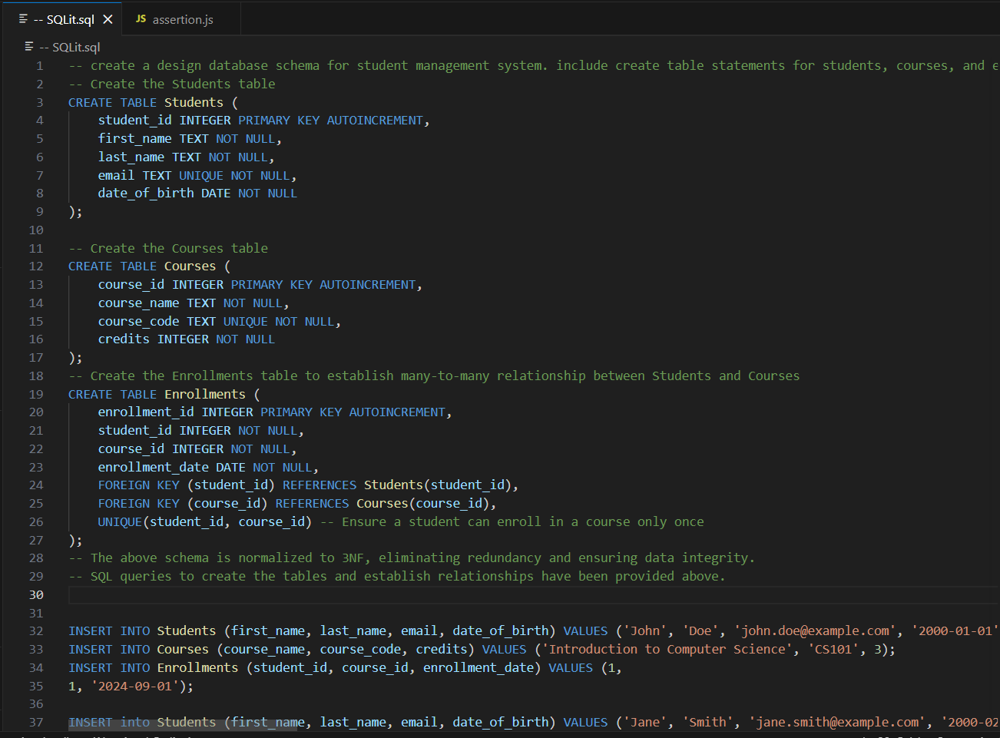 -- SQLit.sql
JS assertion.js
-- SQLit.sql
1 -- create a design database schema for student management system. include create table statements for students, courses, and e
2 -- Create the Students table
3 CREATE TABLE Students (
4 student_id INTEGER PRIMARY KEY AUTOINCREMENT,
5 first_name TEXT NOT NULL,
6 last_name TEXT NOT NULL,
7 email TEXT UNIQUE NOT NULL,
8 date_of_birth DATE NOT NULL
9 );
10
11 -- Create the Courses table
12 CREATE TABLE Courses (
13 course_id INTEGER PRIMARY KEY AUTOINCREMENT,
14 course_name TEXT NOT NULL,
15 course_code TEXT UNIQUE NOT NULL,
16 credits INTEGER NOT NULL
17 );
18 -- Create the Enrollments table to establish many-to-many relationship between Students and Courses
19 CREATE TABLE Enrollments (
20 enrollment_id INTEGER PRIMARY KEY AUTOINCREMENT,
21 student_id INTEGER NOT NULL,
22 course_id INTEGER NOT NULL,
23 enrollment_date DATE NOT NULL,
24 FOREIGN KEY (student_id) REFERENCES Students(student_id),
25 FOREIGN KEY (course_id) REFERENCES Courses(course_id),
26 UNIQUE(student_id, course_id) -- Ensure a student can enroll in a course only once
27 );
28 -- The above schema is normalized to 3NF, eliminating redundancy and ensuring data integrity.
29 -- SQL queries to create the tables and establish relationships have been provided above.
30
31
32 INSERT INTO Students (first_name, last_name, email, date_of_birth) VALUES ('John', 'Doe', 'john.doe@example.com', '2000-01-01'
33 INSERT INTO Courses (course_name, course_code, credits) VALUES ('Introduction to Computer Science', 'CS101', 3);
34 INSERT INTO Enrollments (student_id, course_id, enrollment_date) VALUES (1,
35 1, '2024-09-01');
36
37 INSERT into Students (first_name, last_name, email, date_of_birth) VALUES ('Jane', 'Smith', 'jane.smith@example.com', '2000-02